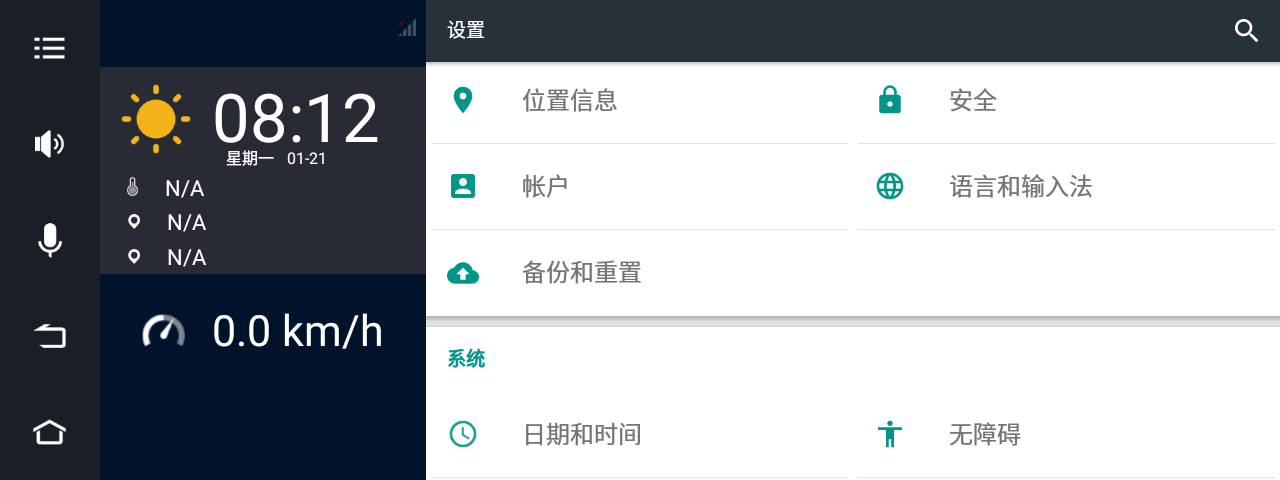 08:12
星期一 01-21
N/A
N/A
N/A
0.0 km/h
设置
位置信息
安全
帐户
语言和输入法
备份和重置
系统
日期和时间
无障碍